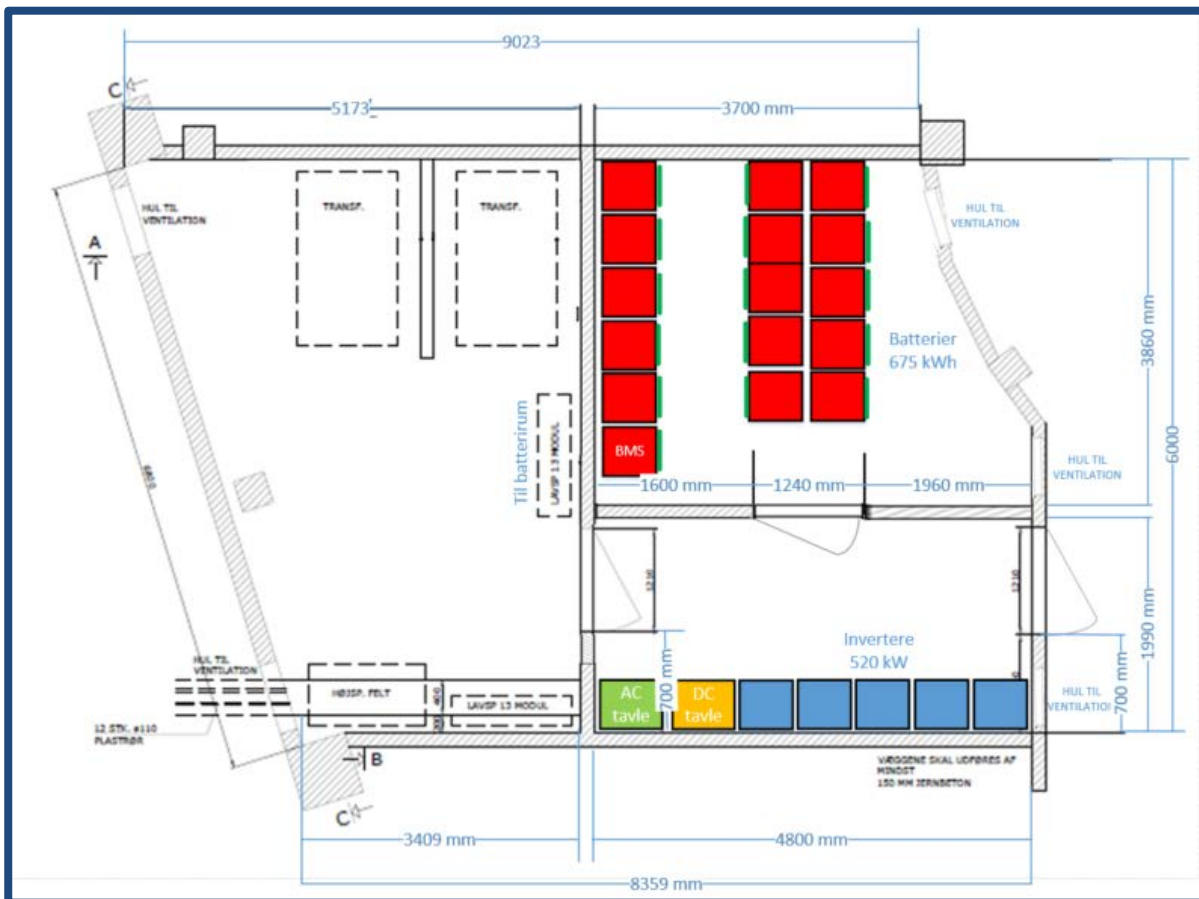 9023
C
5173
3700 mm
HUL TIL
VENTILATION
TRANSF.
TRANSF.
HUL TIL
VENTILATION
A
Batterier
675 kWh
3860 mm
6000
Til batterirum
LAVSP 13 MODUL
BMS
1600 mm
1240 mm
1960 mm
HUL TIL
VENTILATION
1210
1210
Invertere
520 kW
1990 mm
HUL TIL
VENTILATION
HØJSP. FELT
400
200
LAVSP 13 MODUL
AC
tavle
700 mm
DC
tavle
HUL TIL
700 mm
12 STK. ø110
PLASTRØR
B
VÆGGENE SKAL UDFØRES AF
MINDST
150 MM JERNBETON
C
3409 mm
4800 mm
8359 mm